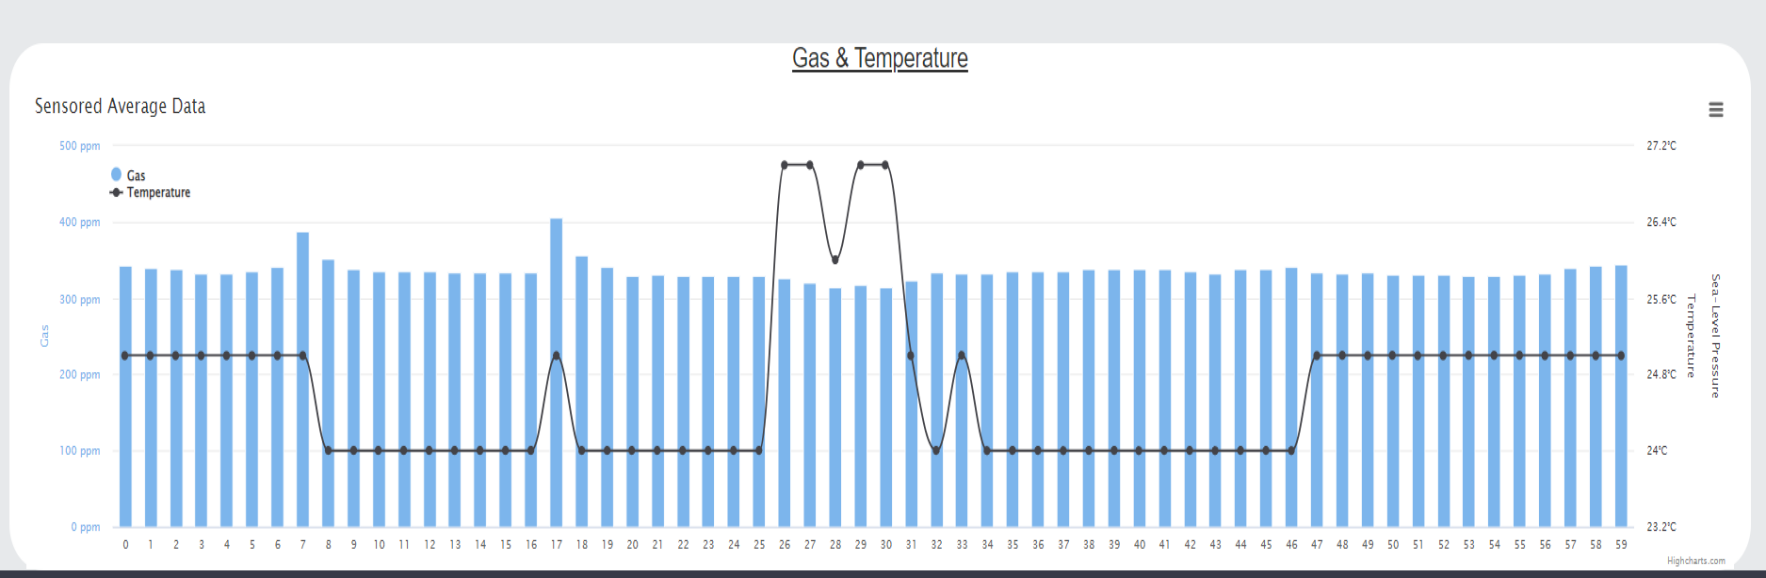 Gas & Temperature
Sensored Average Data
500 ppm
400 ppm
300 ppm
200 ppm
100 ppm
0 ppm
Gas
Gas
Temperature
27.2°C
26.4°C
25.6°C
24.8°C
24°C
23.2°C
Temperature
Sea-Level Pressure
0 1 2 3 4 5 6 7 8 9 10 11 12 13 14 15 16 17 18 19 20 21 22 23 24 25 26 27 28 29 30 31 32 33 34 35 36 37 38 39 40 41 42 43 44 45 46 47 48 49 50 51 52 53 54 55 56 57 58 59
Highcharts.com